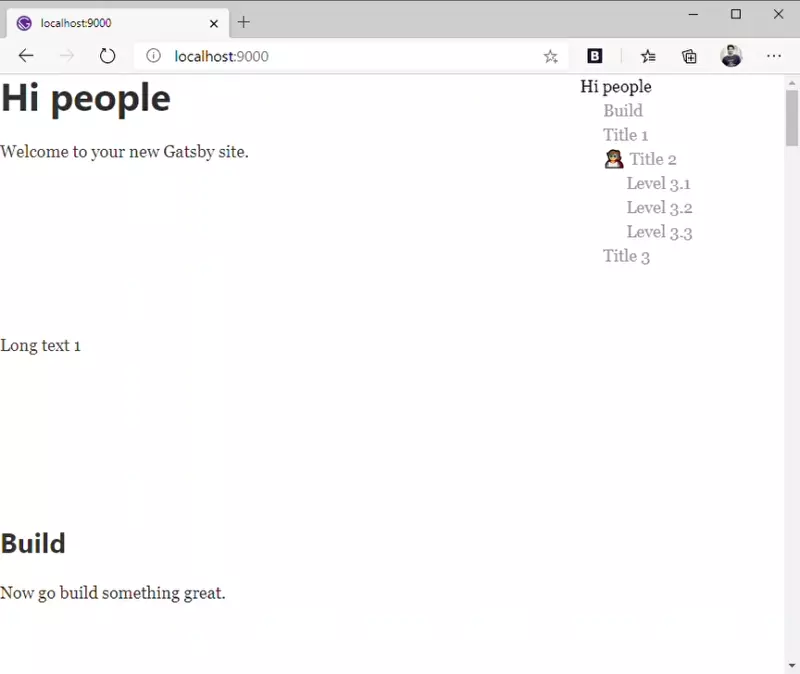 localhost:9000
localhost:9000
B
Hi people
Welcome to your new Gatsby site.
Long text 1
Build
Now go build something great.
Hi people
Build
Title 1
Title 2
Level 3.1
Level 3.2
Level 3.3
Title 3